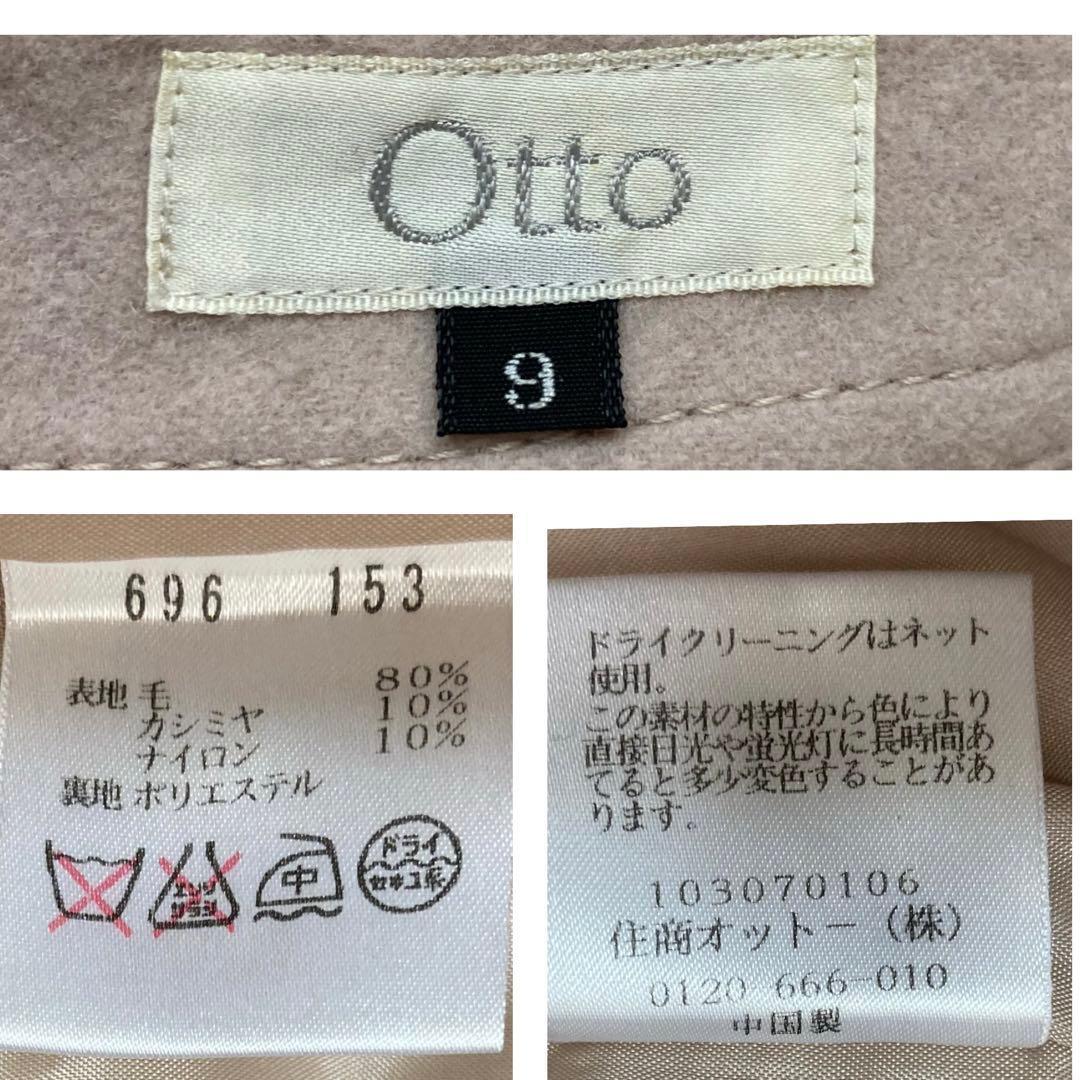 Otto
9
696 153
表地 毛 80%
カシミヤ 10%
ナイロン 10%
裏地 ポリエステル
エンソ
サラシ
中
ドライ
セキユ系
ドライクリーニングはネット
使用。
この素材の特性から色により
直接日光や蛍光灯に長時間あ
てると多少変色することがあ
ります。
103070106
住商オットー(株)
0120 666-010
中国製